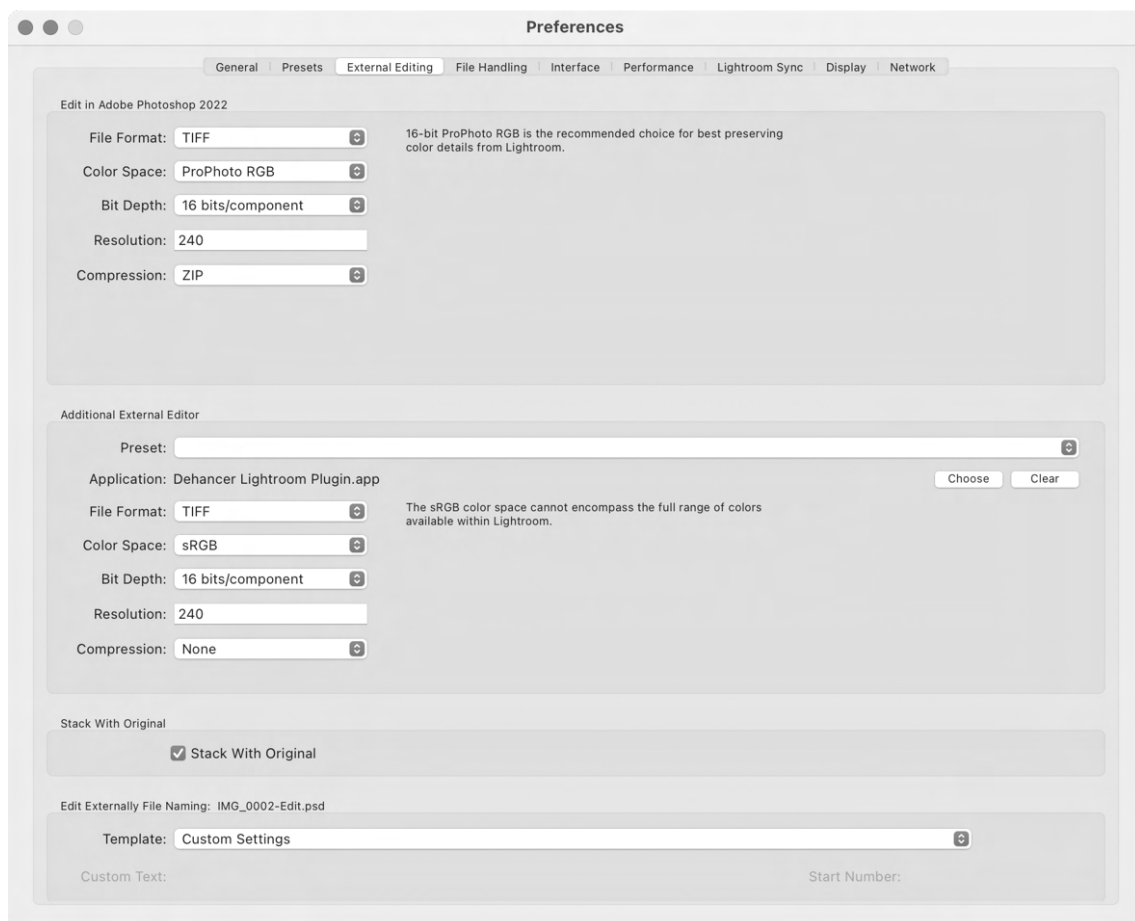 Preferences
General Presets External Editing File Handling Interface Performance Lightroom Sync Display Network
Edit in Adobe Photoshop 2022
File Format: TIFF
16-bit ProPhoto RGB is the recommended choice for best preserving
color details from Lightroom.
Color Space: ProPhoto RGB
Bit Depth: 16 bits/component
Resolution: 240
Compression: ZIP
Additional External Editor
Preset:
Application: Dehancer Lightroom Plugin.app Choose Clear
File Format: TIFF
The sRGB color space cannot encompass the full range of colors
available within Lightroom.
Color Space: sRGB
Bit Depth: 16 bits/component
Resolution: 240
Compression: None
Stack With Original
Stack With Original
Edit Externally File Naming: IMG_0002-Edit.psd
Template: Custom Settings
Custom Text: Start Number: